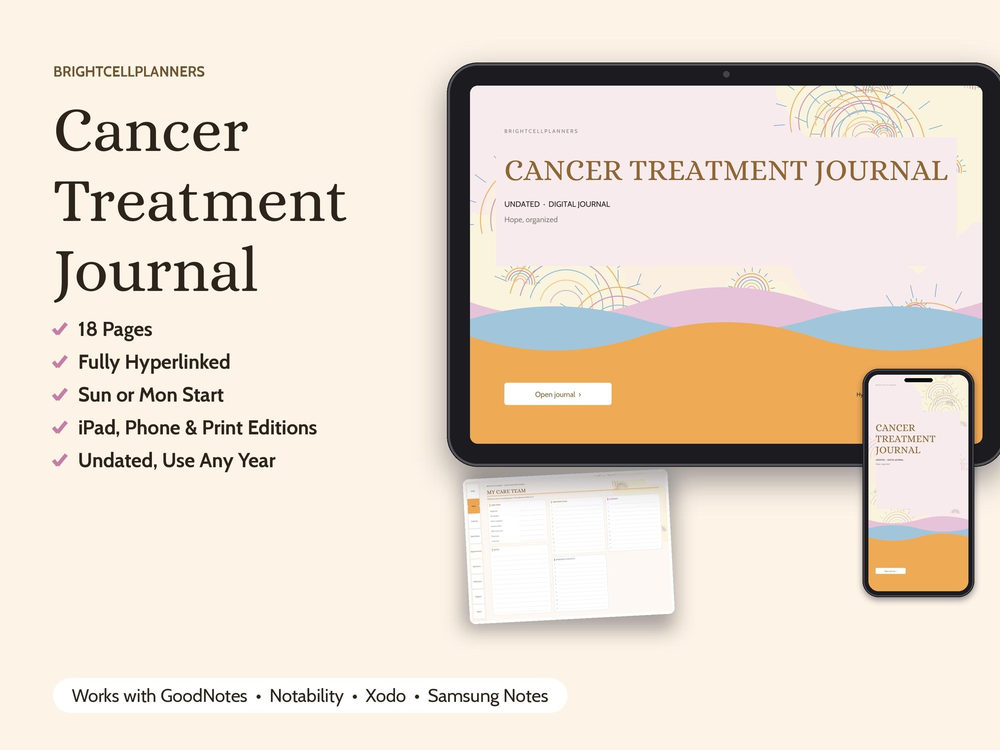 BRIGHTCELLPLANNERS
Cancer
Treatment
Journal
18 Pages
Fully Hyperlinked
Sun or Mon Start
iPad, Phone & Print Editions
Undated, Use Any Year
BRIGHTCELLPLANNERS
CANCER TREATMENT JOURNAL
UNDATED · DIGITAL JOURNAL
Hope, organized
Open journal ›
Hy
CANCER
TREATMENT
JOURNAL
MY CARE TEAM
Works with GoodNotes • Notability • Xodo • Samsung Notes